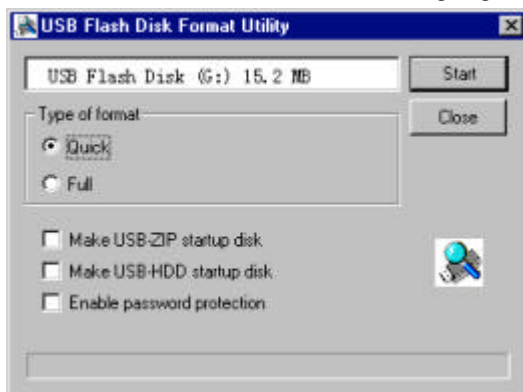 USB Flash Disk Format Utility
USB Flash Disk (G:) 15.2 MB
Start
Type of format
Close
Quick
Full
Make USB-ZIP startup disk
Make USB-HDD startup disk
Enable password protection